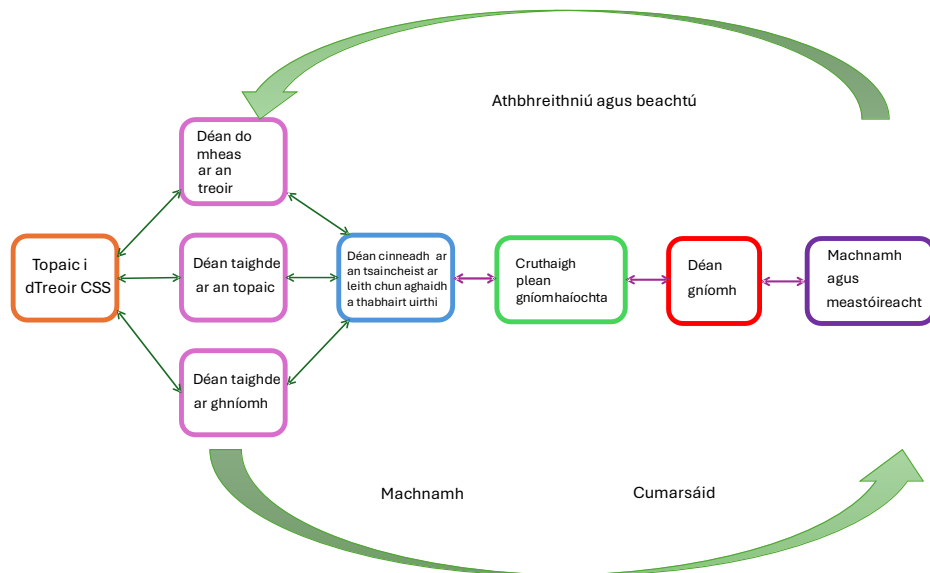 Athbhreithniú agus beachtú
Déan do
mheas
ar an
treoir
Topaic i
dTreoir CSS
Déan taighde
ar an topaic
Déan taighde
ar ghníomh
Déan cinneadh ar
an tsaincheist ar
leith chun aghaidh
a thabhairt uirthi
Cruthaigh
plean
gníomhaíochta
Déan
gníomh
Machnamh
agus
meastóireacht
Machnamh
Cumarsáid